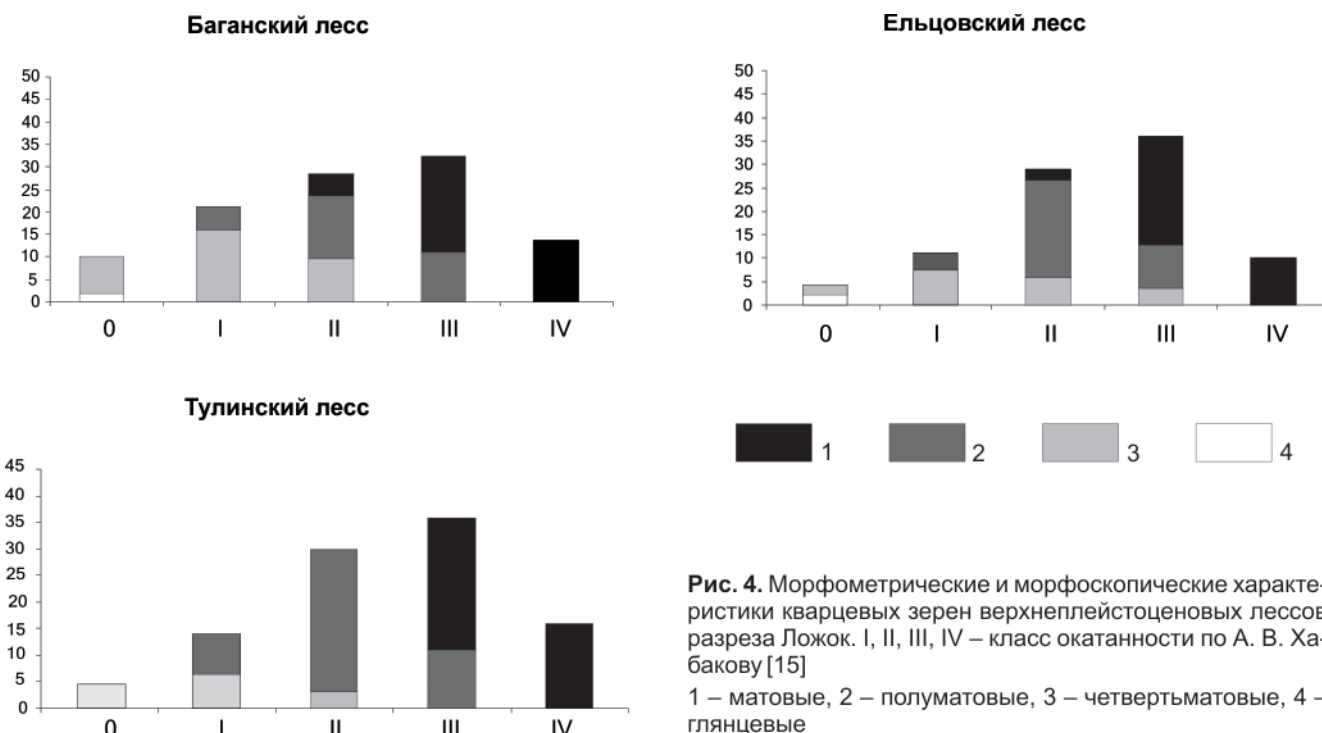 Баганский лесс
50
45
40
35
30
25
20
15
10
5
0
0 I II III IV
Ельцовский лесс
50
45
40
35
30
25
20
15
10
5
0
0 I II III IV
Тулинский лесс
45
40
35
30
25
20
15
10
5
0
0 I II III IV
1 2 3 4
Рис. 4. Морфометрические и морфоскопические характе-
ристики кварцевых зерен верхнеплейстоценовых лессов
разреза Ложок. I, II, III, IV – класс окатанности по А. В. Ха-
бакову [15]
1 – матовые, 2 – полуматовые, 3 – четвертьматовые, 4 –
глянцевые